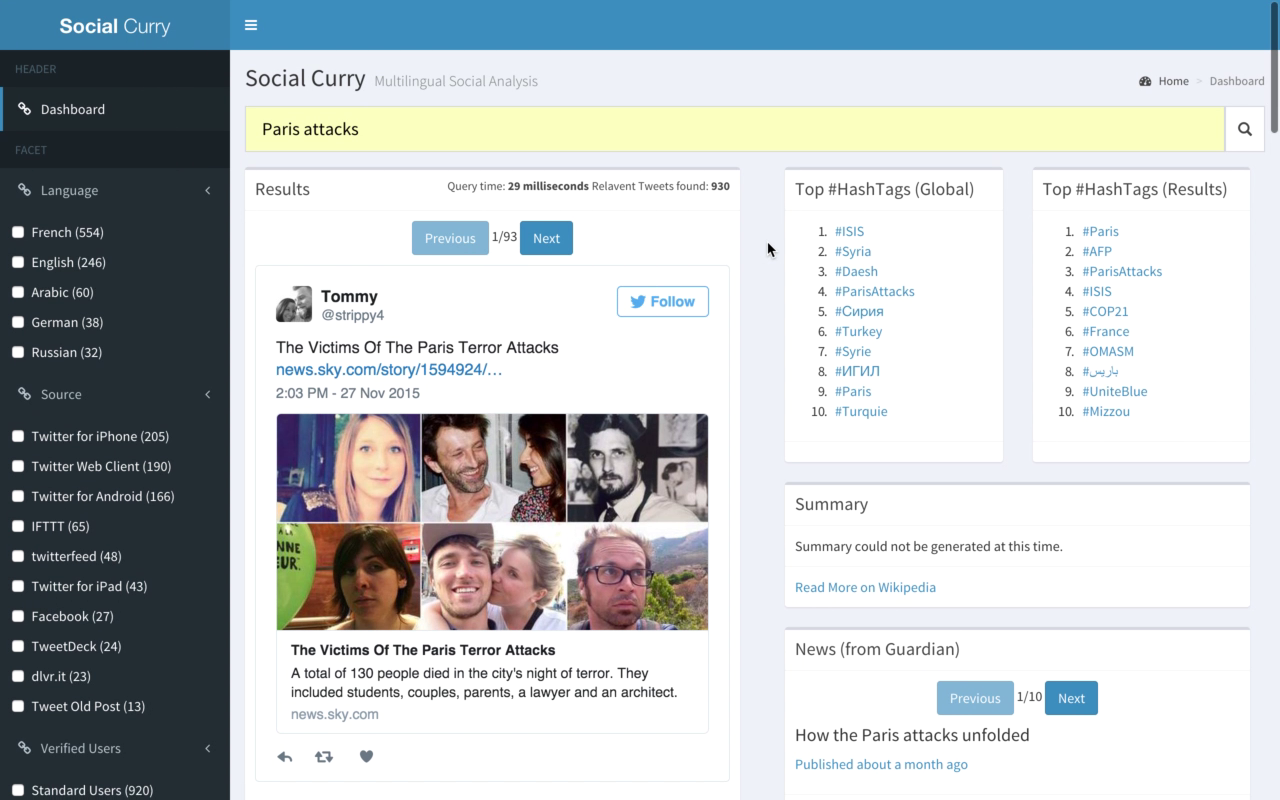 Social Curry
HEADER
Dashboard
FACET
Language
French (554)
English (246)
Arabic (60)
German (38)
Russian (32)
Source
Twitter for iPhone (205)
Twitter Web Client (190)
Twitter for Android (166)
IFTTT (65)
twitterfeed (48)
Twitter for iPad (43)
Facebook (27)
TweetDeck (24)
dlvr.it (23)
Tweet Old Post (13)
Verified Users
Standard Users (920)
Social Curry Multilingual Social Analysis
Home > Dashboard
Paris attacks
Results
Query time: 29 milliseconds Relavent Tweets found: 930
Previous 1/93 Next
Tommy
@strippy4
Follow
The Victims Of The Paris Terror Attacks
news.sky.com/story/1594924/…
2:03 PM - 27 Nov 2015
The Victims Of The Paris Terror Attacks
A total of 130 people died in the city's night of terror. They
included students, couples, parents, a lawyer and an architect.
news.sky.com
Top #HashTags (Global)
1. #ISIS
2. #Syria
3. #Daesh
4. #ParisAttacks
5. #Сирия
6. #Turkey
7. #Syrie
8. #ИГИЛ
9. #Paris
10. #Turquie
Top #HashTags (Results)
1. #Paris
2. #AFP
3. #ParisAttacks
4. #ISIS
5. #COP21
6. #France
7. #OMASM
8. #باريس
9. #UniteBlue
10. #Mizzou
Summary
Summary could not be generated at this time.
Read More on Wikipedia
News (from Guardian)
Previous 1/10 Next
How the Paris attacks unfolded
Published about a month ago